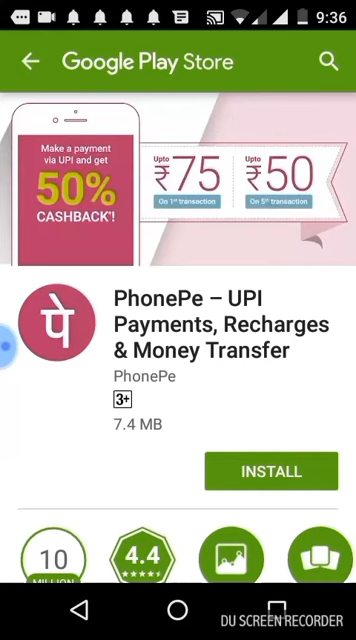 9:36
Google Play Store
Make a payment
via UPI and get
50%
CASHBACK*!
Upto
₹75
On 1st transaction
Upto
₹50
On 5th transaction
पे
PhonePe – UPI
Payments, Recharges
& Money Transfer
PhonePe
3+
7.4 MB
INSTALL
10
MILLION
4.4
DU SCREEN RECORDER